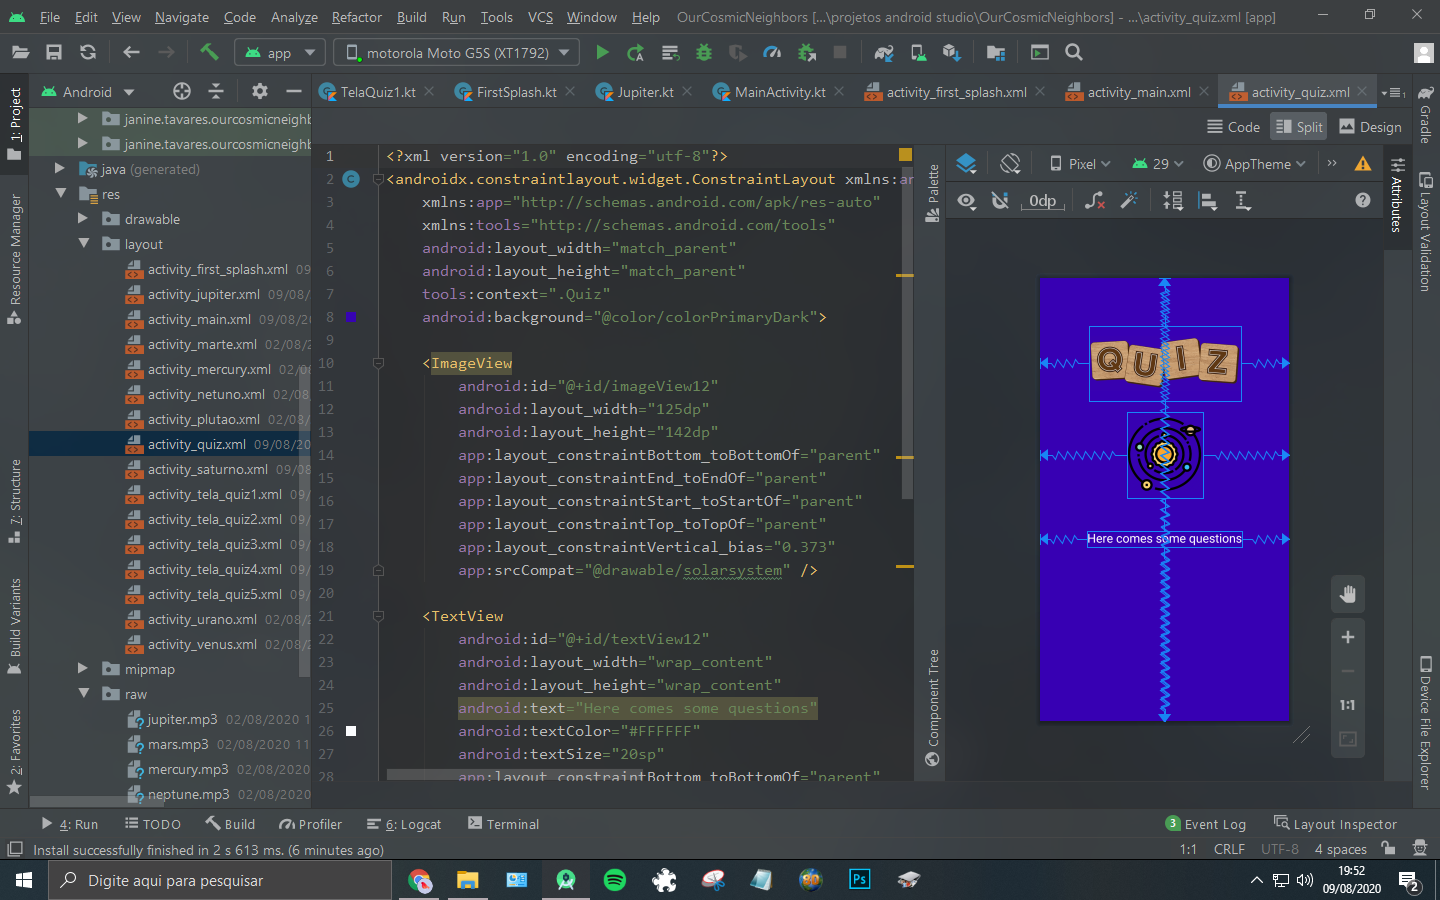 File Edit View Navigate Code Analyze Refactor Build Run Tools VCS Window Help OurCosmicNeighbors [...\projetos android studio\OurCosmicNeighbors] - ...\activity_quiz.xml [app]
app motorola Moto G5S (XT1792)
Android TelaQuiz1.kt FirstSplash.kt Jupiter.kt MainActivity.kt activity_first_splash.xml activity_main.xml activity_quiz.xml
Code Split Design
1: Project
Resource Manager
7: Structure
Build Variants
2: Favorites
janine.tavares.ourcosmicneighb
janine.tavares.ourcosmicneighb
java (generated)
res
drawable
layout
activity_first_splash.xml 09
activity_jupiter.xml 09/08/
activity_main.xml 09/08/
activity_marte.xml 02/08/
activity_mercury.xml 02/
activity_netuno.xml 02/08
activity_plutao.xml 02/08/
activity_quiz.xml 09/08/20
activity_saturno.xml 09/0
activity_tela_quiz1.xml 09/
activity_tela_quiz2.xml 09/
activity_tela_quiz3.xml 09/
activity_tela_quiz4.xml 09/
activity_tela_quiz5.xml 09/
activity_urano.xml 02/08/
activity_venus.xml 02/08/
mipmap
raw
jupiter.mp3 02/08/2020 1
mars.mp3 02/08/2020 11
mercury.mp3 02/08/2020
neptune.mp3 02/08/2020
1 <?xml version="1.0" encoding="utf-8"?>
2 <androidx.constraintlayout.widget.ConstraintLayout xmlns:an
3 xmlns:app="http://schemas.android.com/apk/res-auto"
4 xmlns:tools="http://schemas.android.com/tools"
5 android:layout_width="match_parent"
6 android:layout_height="match_parent"
7 tools:context=".Quiz"
8 android:background="@color/colorPrimaryDark">
9
10 <ImageView
11 android:id="@+id/imageView12"
12 android:layout_width="125dp"
13 android:layout_height="142dp"
14 app:layout_constraintBottom_toBottomOf="parent"
15 app:layout_constraintEnd_toEndOf="parent"
16 app:layout_constraintStart_toStartOf="parent"
17 app:layout_constraintTop_toTopOf="parent"
18 app:layout_constraintVertical_bias="0.373"
19 app:srcCompat="@drawable/solarsystem" />
20
21 <TextView
22 android:id="@+id/textView12"
23 android:layout_width="wrap_content"
24 android:layout_height="wrap_content"
25 android:text="Here comes some questions"
26 android:textColor="#FFFFFF"
27 android:textSize="20sp"
28 app:layout_constraintBottom_toBottomOf="parent"
Palette
Component Tree
Pixel 29 AppTheme
0dp
QUIZ
Here comes some questions
1:1
Attributes
Gradle
Layout Validation
Device File Explorer
4: Run TODO Build Profiler 6: Logcat Terminal 3 Event Log Layout Inspector
Install successfully finished in 2 s 613 ms. (6 minutes ago) 1:1 CRLF UTF-8 4 spaces
Digite aqui para pesquisar
Ps
19:52
09/08/2020
2